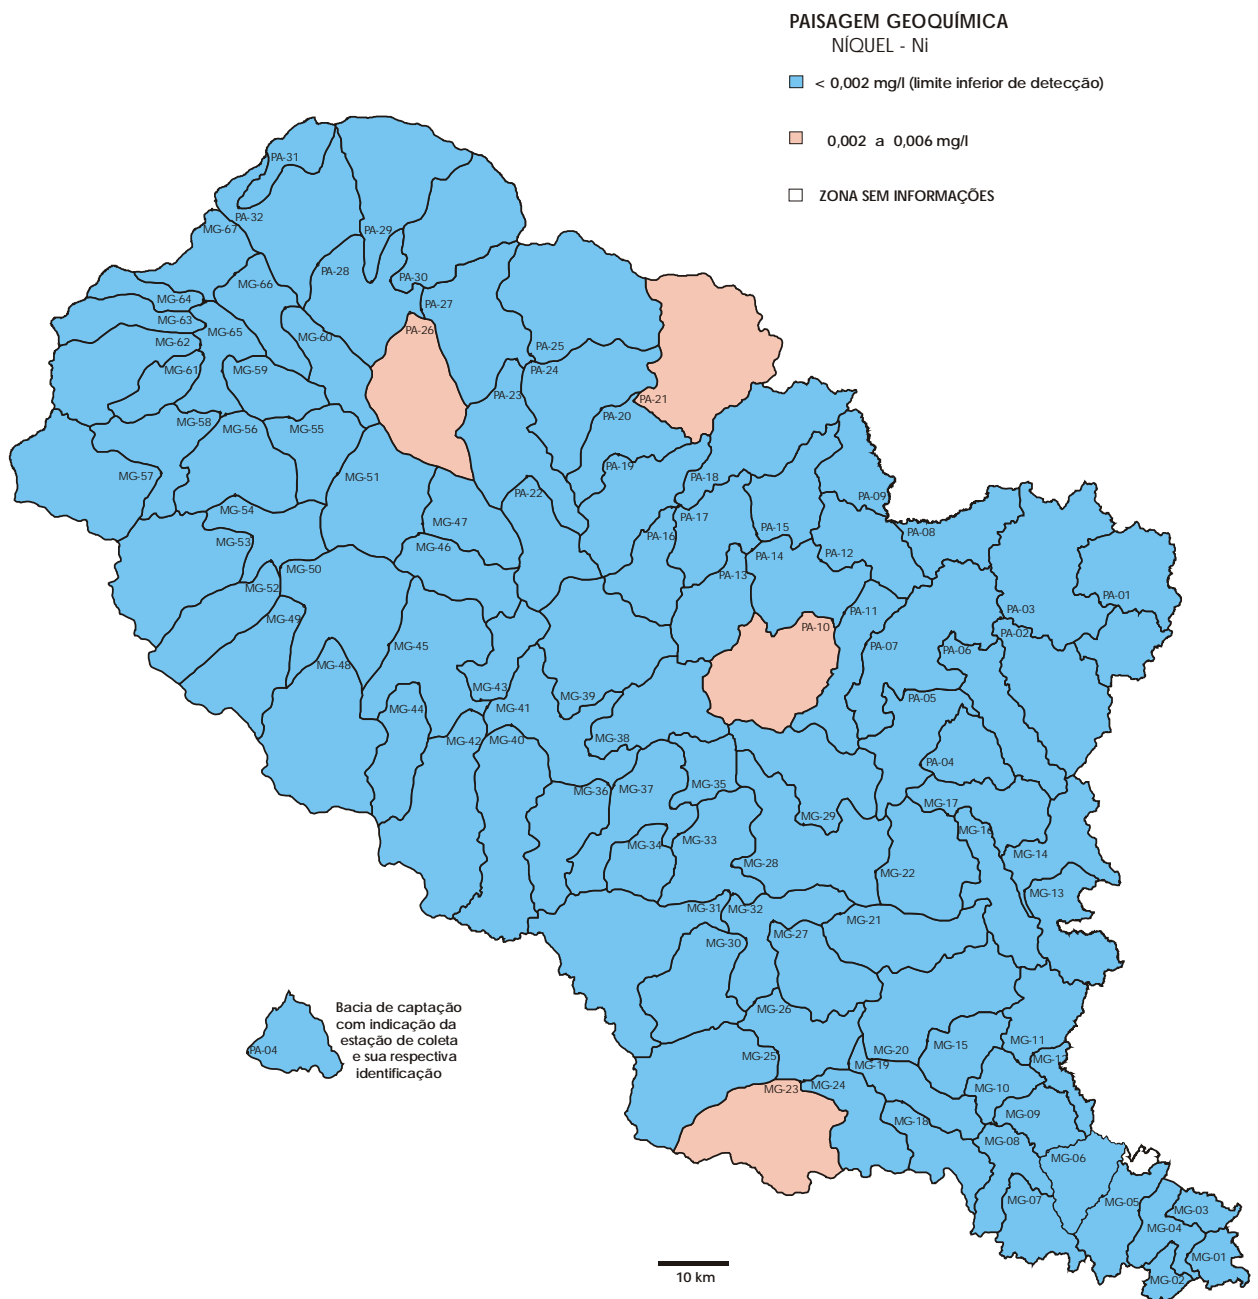 PAISAGEM GEOQUÍMICA
NÍQUEL - Ni
< 0,002 mg/l (limite inferior de detecção)
0,002 a 0,006 mg/l
ZONA SEM INFORMAÇÕES
PA-31
PA-32
MG-67
PA-29
PA-28
PA-30
MG-66
MG-64
PA-27
MG-63
PA-26
MG-65
MG-60
MG-62
PA-25
MG-61
MG-59
PA-24
PA-23
PA-21
PA-20
MG-58
MG-56
MG-55
PA-19
MG-57
MG-51
PA-18
PA-22
PA-09
MG-54
MG-47
PA-17
PA-15
PA-08
PA-16
MG-53
MG-46
PA-14
PA-12
MG-50
PA-13
MG-52
PA-01
PA-03
PA-11
MG-49
PA-10
PA-02
MG-45
PA-07
PA-06
MG-48
MG-43
MG-39
PA-05
MG-44
MG-41
MG-42
MG-40
MG-38
PA-04
MG-36
MG-37
MG-35
MG-17
MG-29
MG-16
MG-34
MG-33
MG-14
MG-28
MG-22
MG-13
MG-31
MG-32
MG-21
MG-30
MG-27
MG-26
Bacia de captação
com indicação da
estação de coleta
e sua respectiva
identificação
PA-04
MG-11
MG-20
MG-15
MG-25
MG-12
MG-19
MG-23
MG-24
MG-10
MG-09
MG-18
MG-08
MG-06
MG-07
MG-05
MG-03
MG-04
MG-01
MG-02
10 km